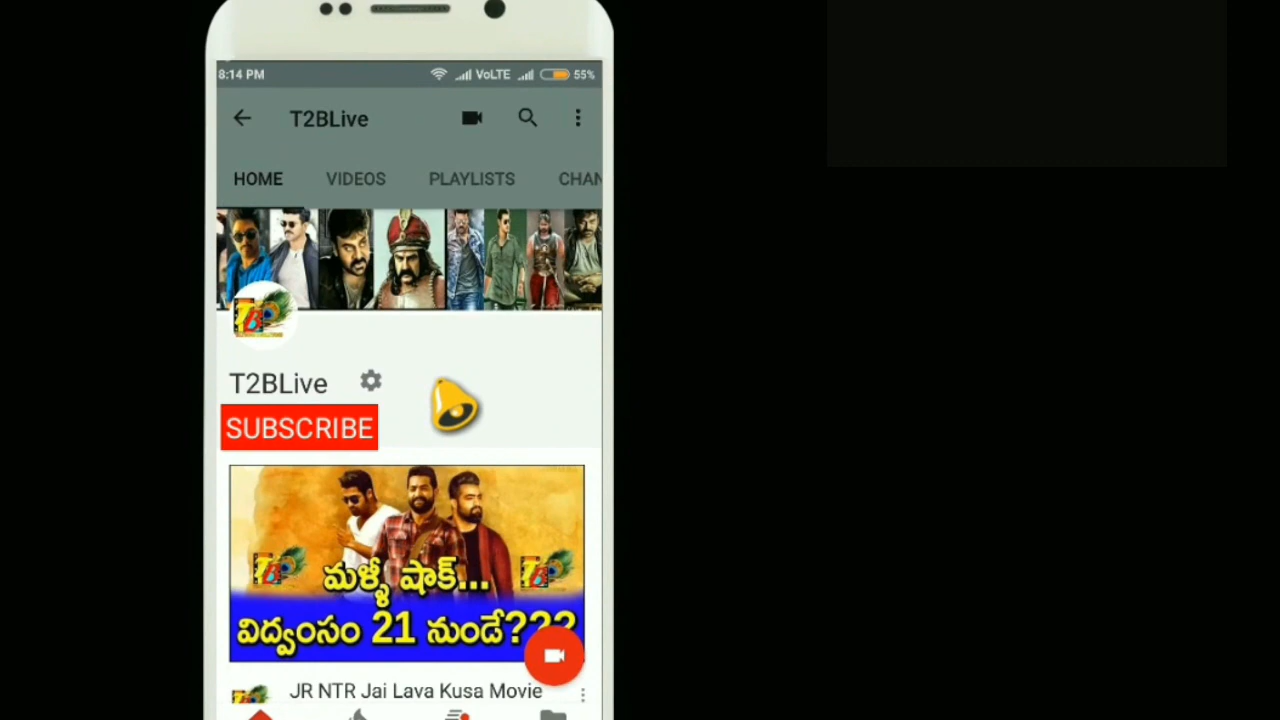 8:14 PM VoLTE 55%
T2BLive
HOME VIDEOS PLAYLISTS CHAN
T2BLive
SUBSCRIBE
మళ్ళీ షాక్...
విద్వంసం 21 నుండే???
JR NTR Jai Lava Kusa Movie